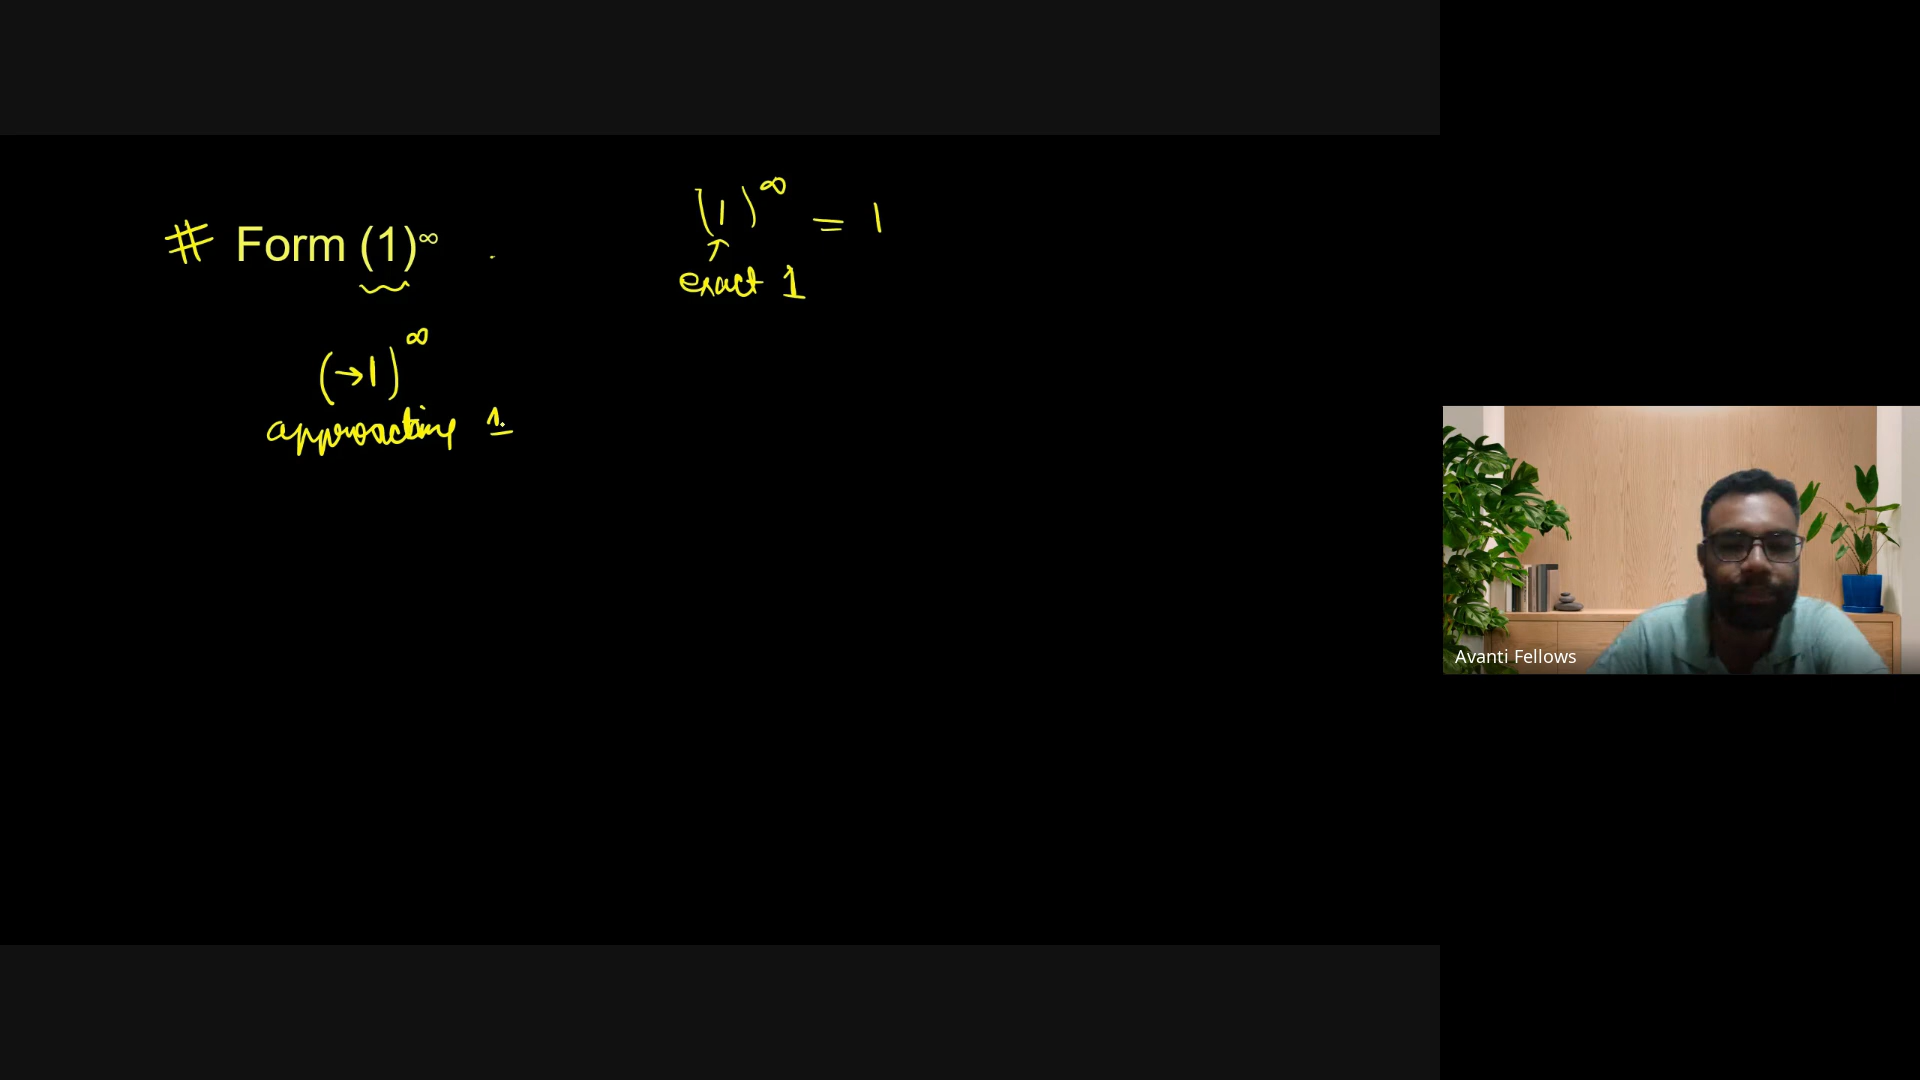 # Form (1)^∞
(1)^∞ = 1
↑
exact 1
(→1)^∞
approaching 1
Avanti Fellows